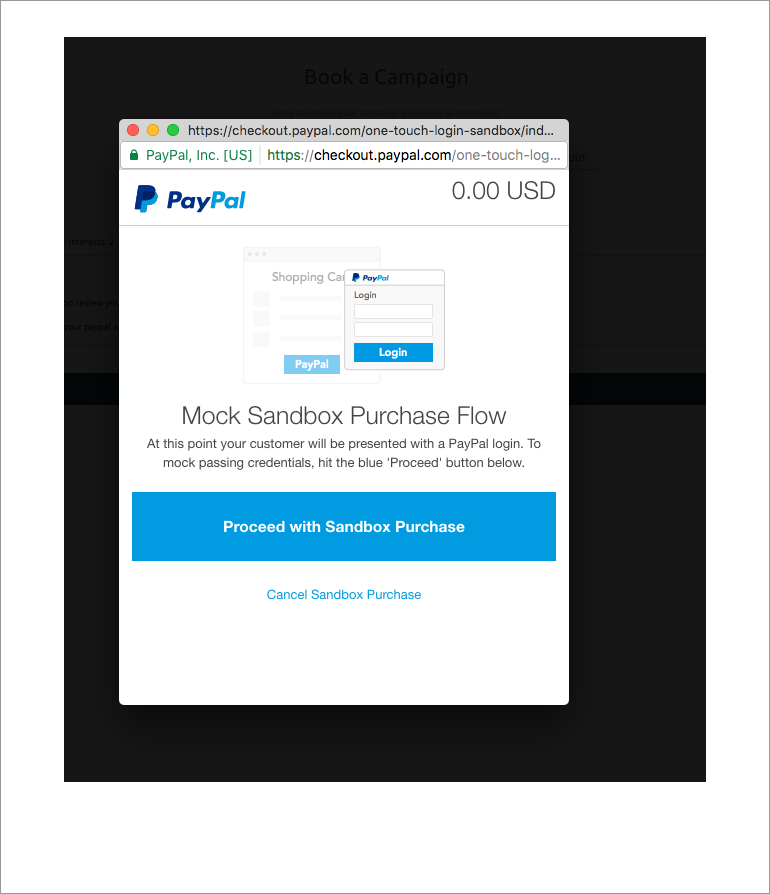 Book a Campaign
https://checkout.paypal.com/one-touch-login-sandbox/ind...
PayPal, Inc. [US]
https://checkout.paypal.com/one-touch-log...
PayPal
0.00 USD
Shopping Ca
PayPal
Login
Login
PayPal
interests: 7
Mock Sandbox Purchase Flow
At this point your customer will be presented with a PayPal login. To
mock passing credentials, hit the blue 'Proceed' button below.
Proceed with Sandbox Purchase
Cancel Sandbox Purchase